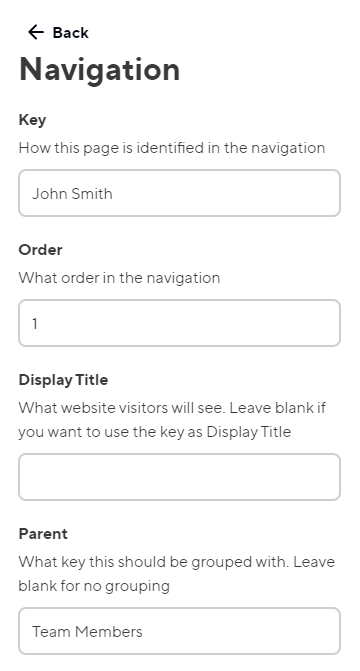 Back
Navigation
Key
How this page is identified in the navigation
John Smith
Order
What order in the navigation
1
Display Title
What website visitors will see. Leave blank if
you want to use the key as Display Title
Parent
What key this should be grouped with. Leave
blank for no grouping
Team Members